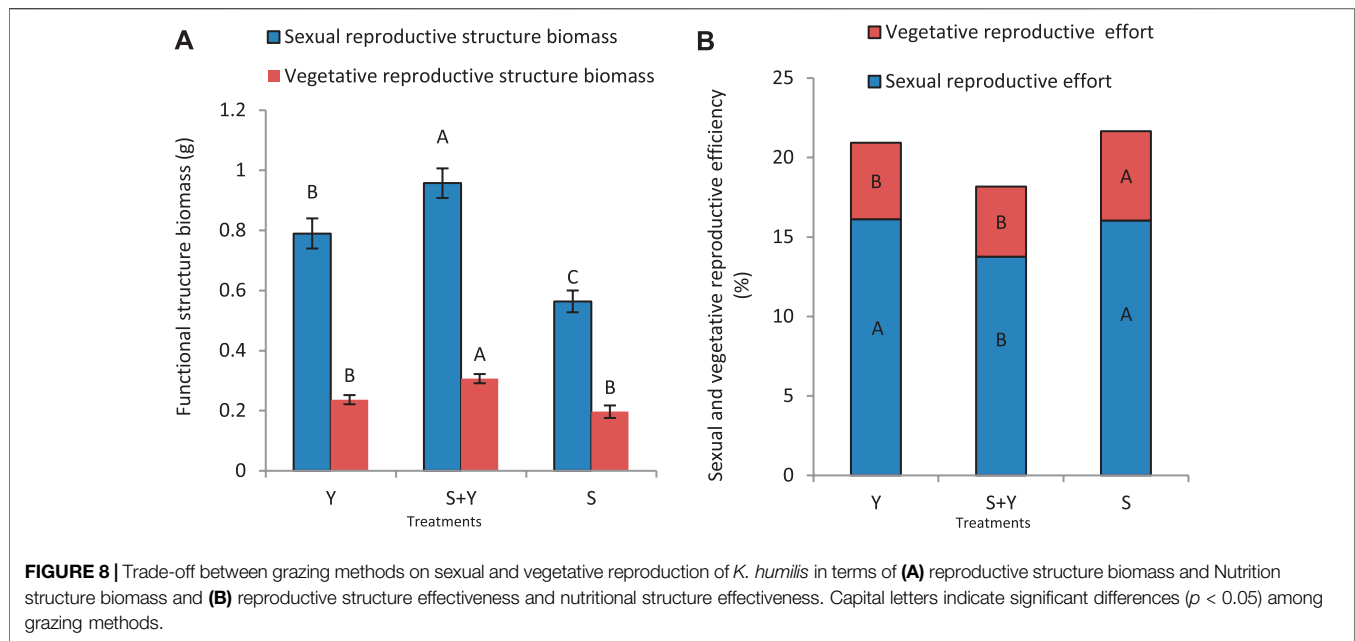 A
Sexual reproductive structure biomass
Vegetative reproductive structure biomass
Functional structure biomass (g)
1.2
1
0.8
0.6
0.4
0.2
0
B
B
A
A
C
B
Y
S+Y
S
Treatments
B
Vegetative reproductive effort
Sexual reproductive effort
Sexual and vegetative reproductive efficiency
(%)
25
20
15
10
5
0
B
A
B
B
A
A
Y
S+Y
S
Treatments
FIGURE 8 | Trade-off between grazing methods on sexual and vegetative reproduction of K. humilis in terms of (A) reproductive structure biomass and Nutrition
structure biomass and (B) reproductive structure effectiveness and nutritional structure effectiveness. Capital letters indicate significant differences (p < 0.05) among
grazing methods.